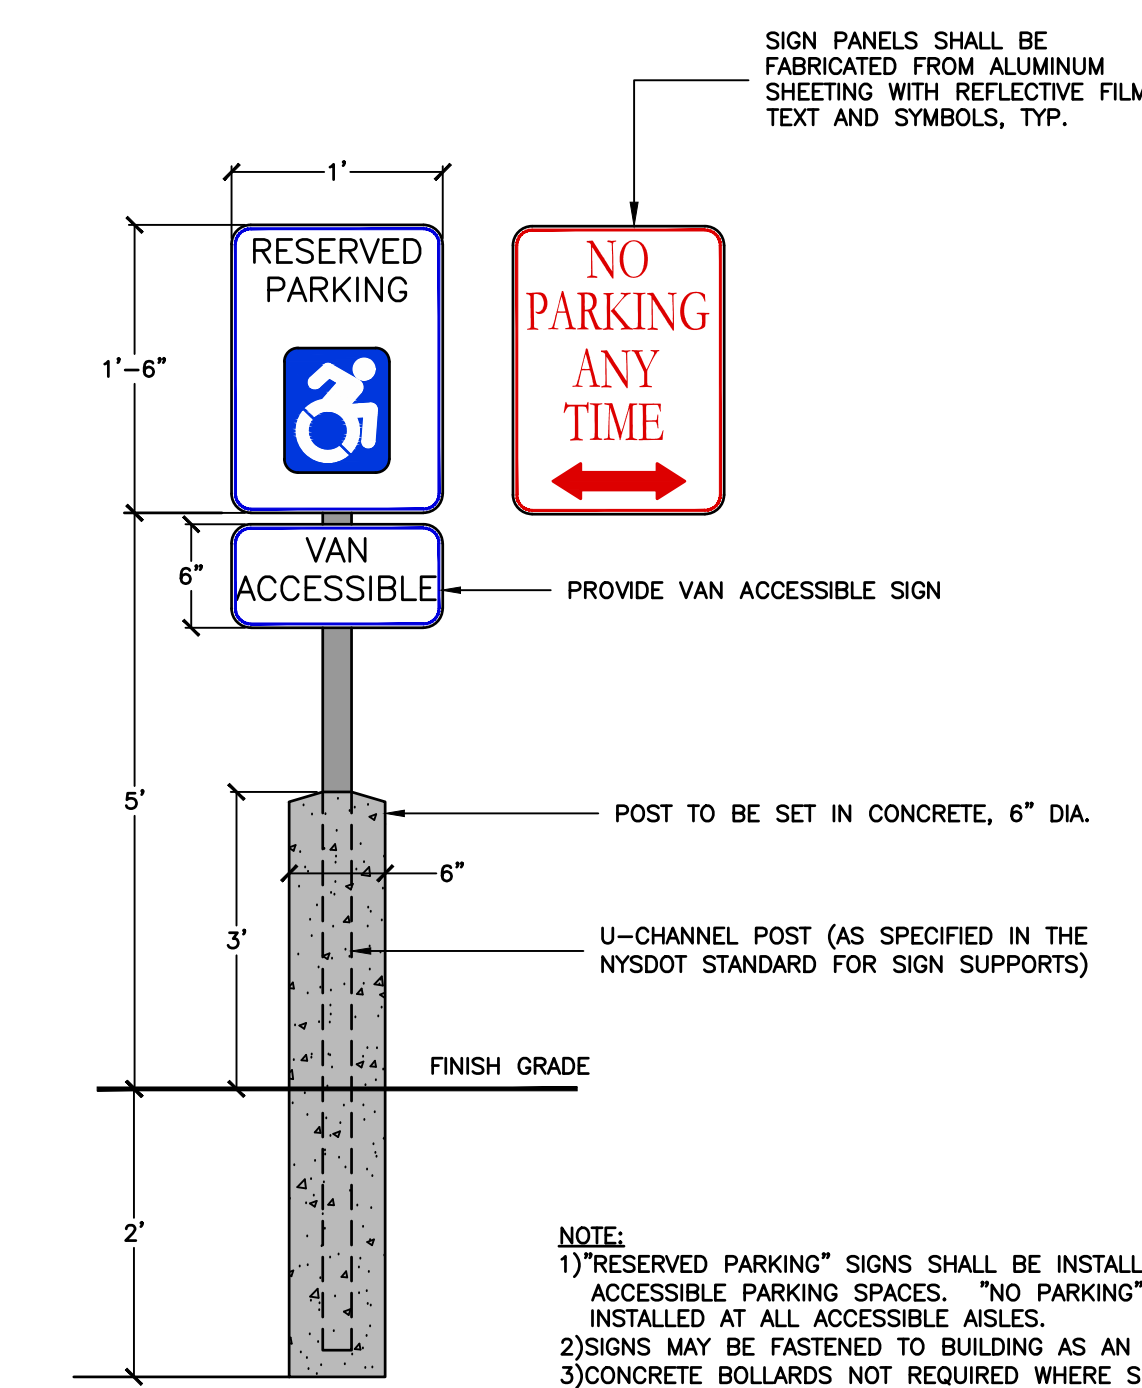 SIGN PANELS SHALL BE
FABRICATED FROM ALUMINUM
SHEETING WITH REFLECTIVE FILM
TEXT AND SYMBOLS, TYP.
1'
RESERVED
PARKING
1'-6"
NO
PARKING
ANY
TIME
VAN
ACCESSIBLE
6"
PROVIDE VAN ACCESSIBLE SIGN
5'
POST TO BE SET IN CONCRETE, 6" DIA.
6"
3'
U-CHANNEL POST (AS SPECIFIED IN THE
NYSDOT STANDARD FOR SIGN SUPPORTS)
FINISH GRADE
2'
NOTE:
1)"RESERVED PARKING" SIGNS SHALL BE INSTALL
ACCESSIBLE PARKING SPACES. "NO PARKING"
INSTALLED AT ALL ACCESSIBLE AISLES.
2)SIGNS MAY BE FASTENED TO BUILDING AS AN
3)CONCRETE BOLLARDS NOT REQUIRED WHERE S